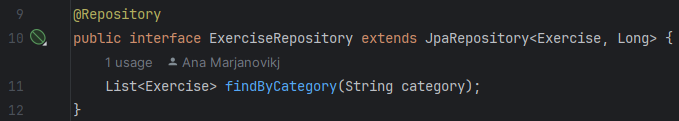 9 @Repository
10 public interface ExerciseRepository extends JpaRepository<Exercise, Long> {
1 usage Ana Marjanovikj
11 List<Exercise> findByCategory(String category);
12 }